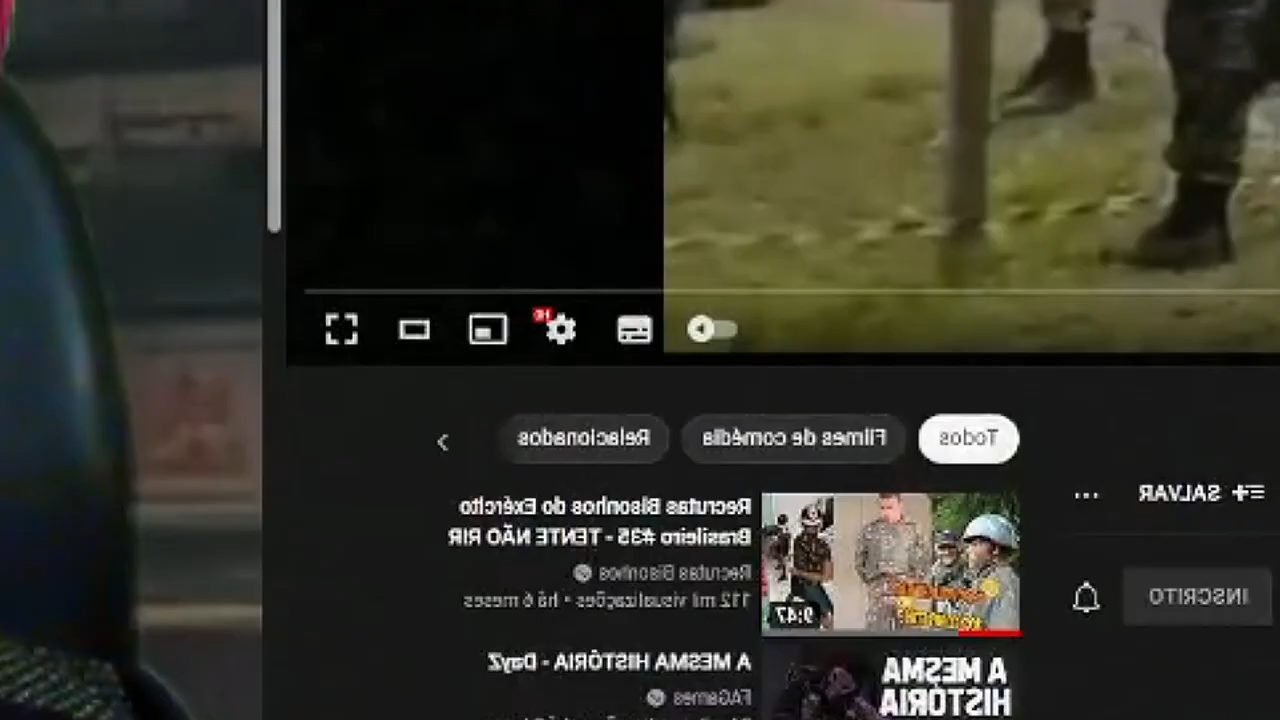 HD
Todos
Filmes de comédia
Relacionados
SALVAR
INSCRITO
9:47
Recrutas Bisonhos do Exército
Brasileiro #35 - TENTE NÃO RIR
Recrutas Bisonhos
112 mil visualizações • há 6 meses
A MESMA
HISTÓRIA
A MESMA HISTÓRIA - DayZ
FAGames